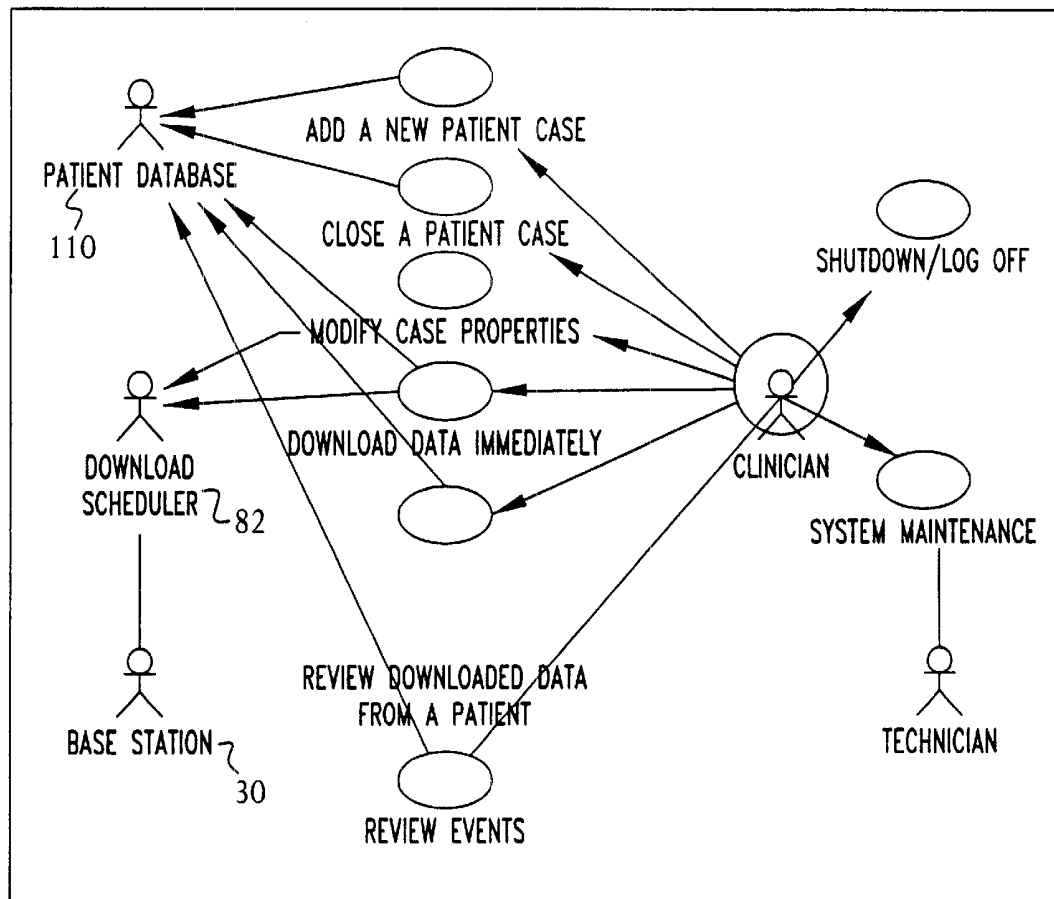 ADD A NEW PATIENT CASE
PATIENT DATABASE
110
CLOSE A PATIENT CASE
SHUTDOWN/LOG OFF
MODIFY CASE PROPERTIES
DOWNLOAD DATA IMMEDIATELY
CLINICIAN
DOWNLOAD
SCHEDULER
82
SYSTEM MAINTENANCE
REVIEW DOWNLOADED DATA
FROM A PATIENT
BASE STATION
30
TECHNICIAN
REVIEW EVENTS